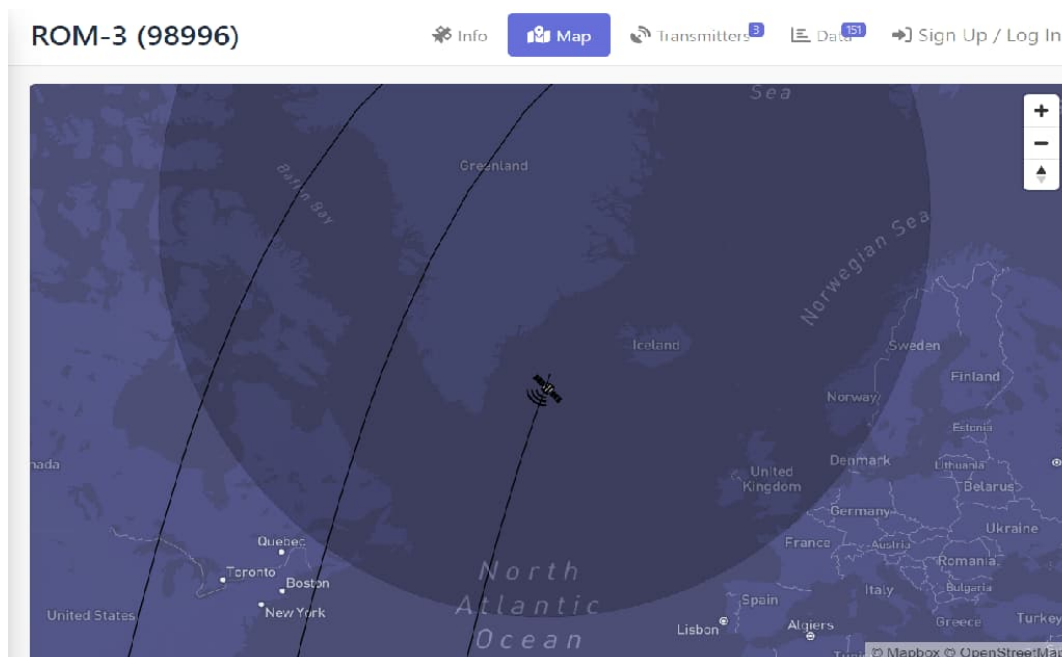 ROM-3 (98996)
Info
Map
Transmitters 3
Data 151
Sign Up / Log In
Sea
Greenland
Baffin Bay
Norwegian Sea
Iceland
Sweden
Finland
Norway
Estonia
nada
United
Kingdom
Denmark
Lithuania
Belarus
Germany
Ukraine
Quebec
France
Austria
Romania
Toronto
Boston
North
Atlantic
Ocean
New York
United States
Spain
Italy
Bulgaria
Lisbon
Algiers
Greece
Turkey
© Mapbox © OpenStreetMap